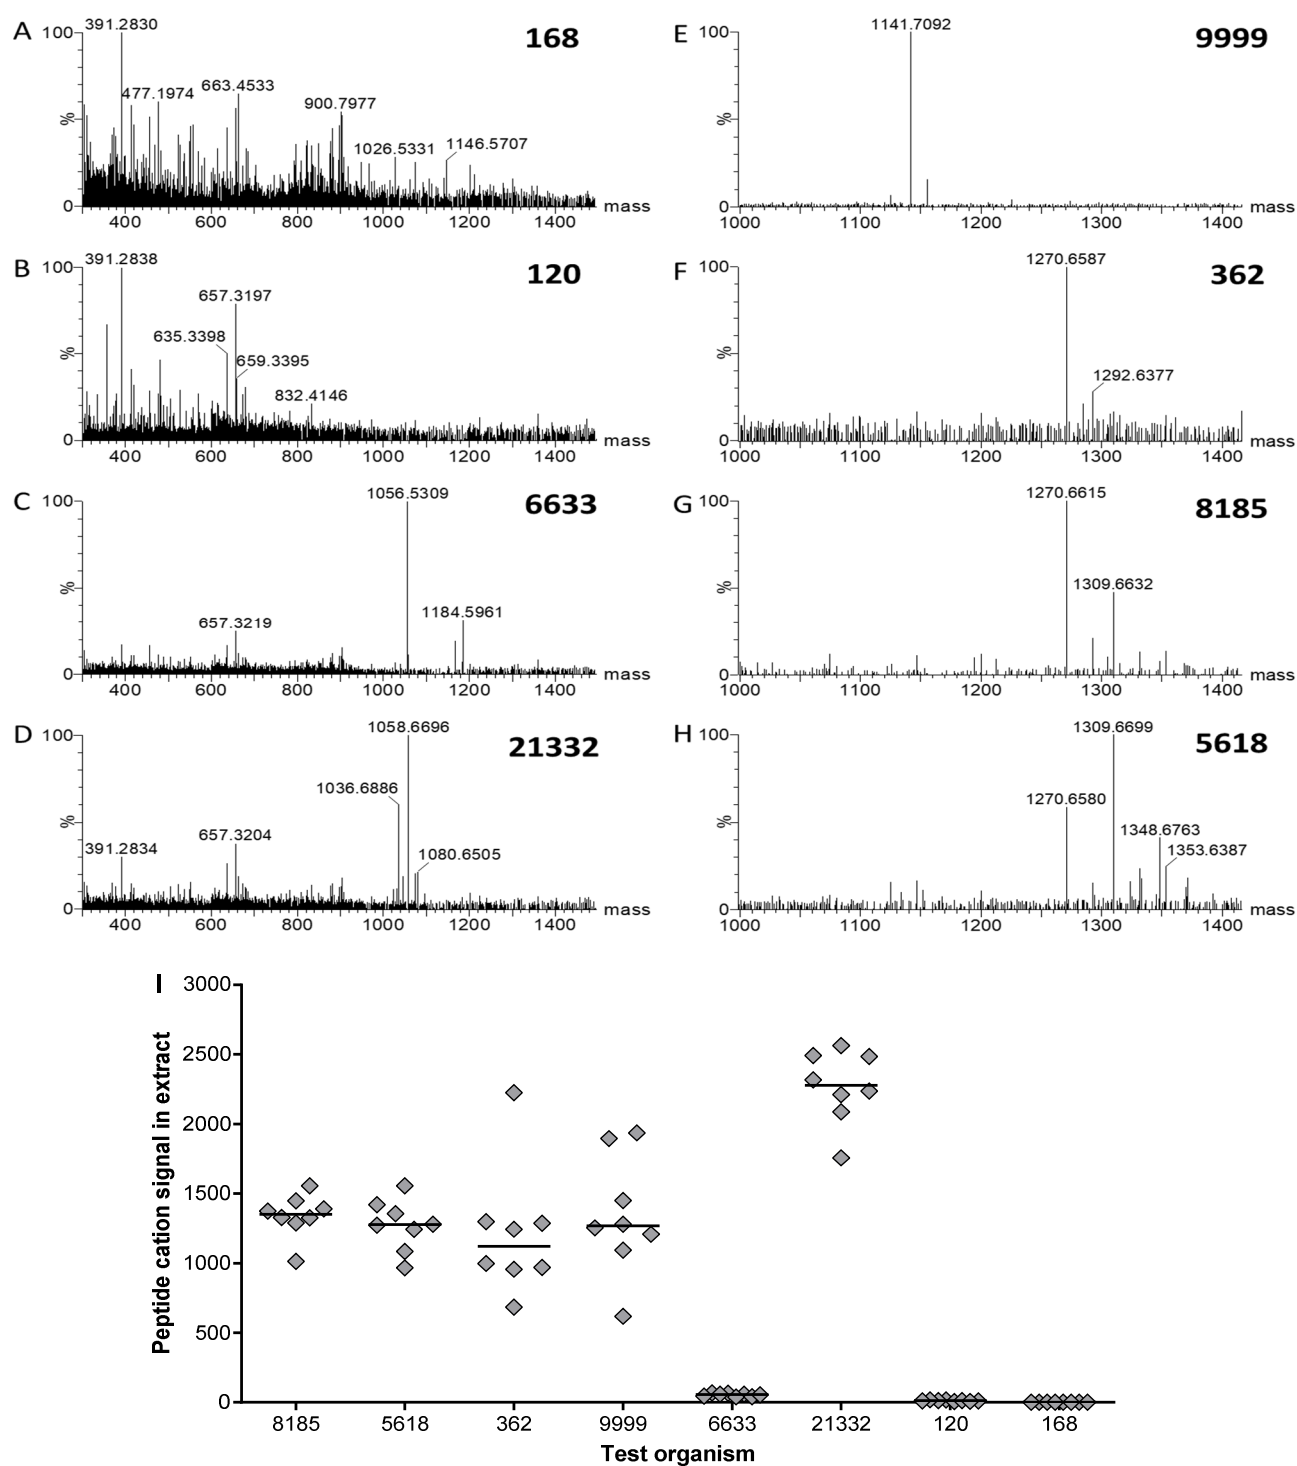 A 168
391.2830
477.1974
663.4533
900.7977
1026.5331
1146.5707
100
%
0
400 600 800 1000 1200 1400 mass
E 9999
1141.7092
100
%
0
1000 1100 1200 1300 1400 mass
B 120
391.2838
657.3197
635.3398
659.3395
832.4146
100
%
0
400 600 800 1000 1200 1400 mass
F 362
1270.6587
1292.6377
100
%
0
1000 1100 1200 1300 1400 mass
C 6633
1056.5309
1184.5961
657.3219
100
%
0
400 600 800 1000 1200 1400 mass
G 8185
1270.6615
1309.6632
100
%
0
1000 1100 1200 1300 1400 mass
D 21332
1058.6696
1036.6886
657.3204
391.2834
1080.6505
100
%
0
400 600 800 1000 1200 1400 mass
H 5618
1309.6699
1270.6580
1348.6763
1353.6387
100
%
0
1000 1100 1200 1300 1400 mass
I
Peptide cation signal in extract
3000
2500
2000
1500
1000
500
0
8185 5618 362 9999 6633 21332 120 168
Test organism